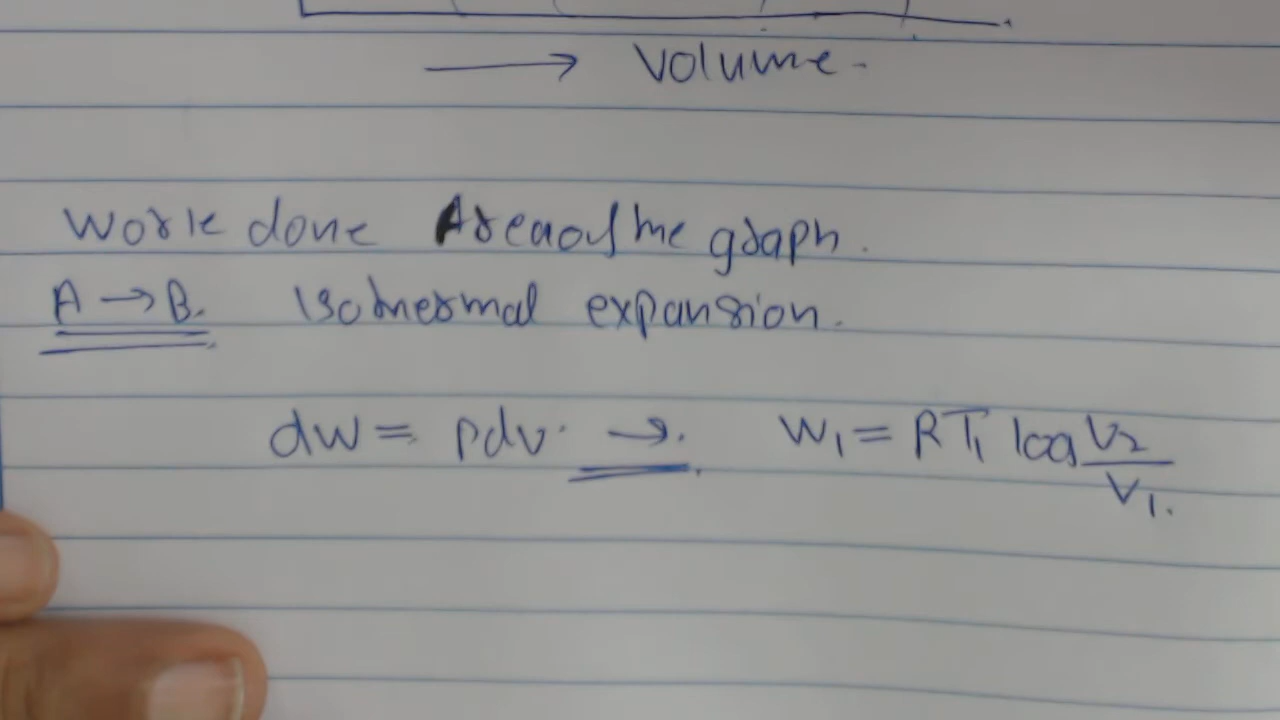 → Volume.
Work done Area of the graph.
A → B. Isothermal expansion.
dw = pdv. →. W₁ = RT₁ log V₂/V₁.